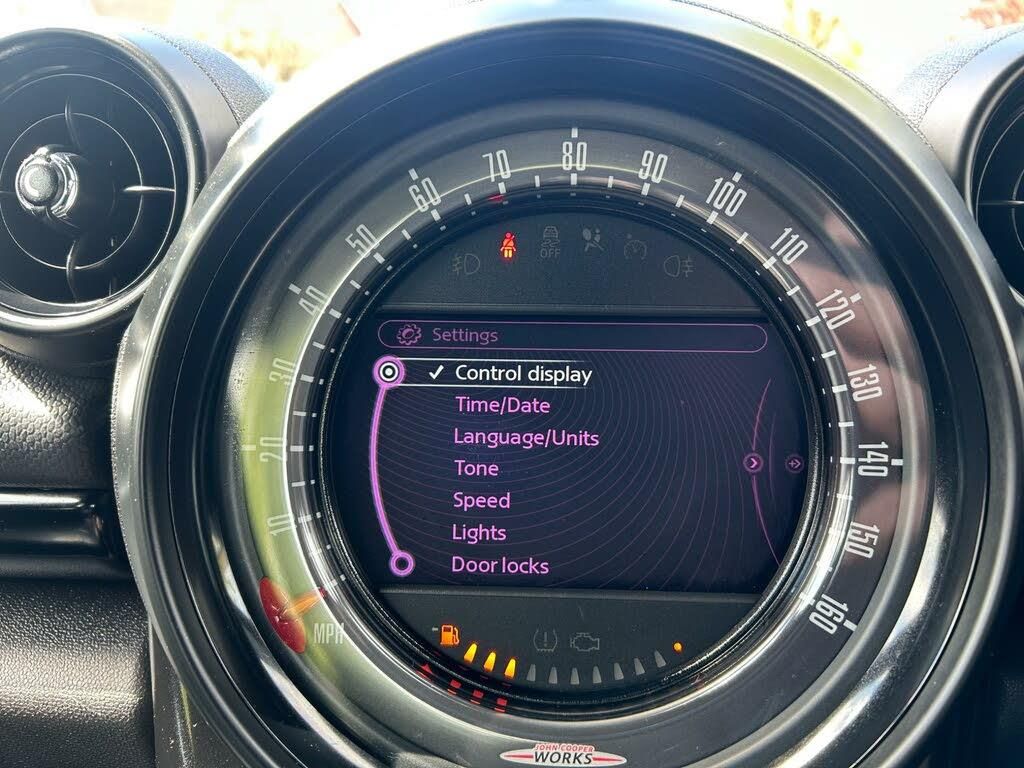 10
20
30
40
50
60
70
80
90
100
110
120
130
140
150
160
MPH
OFF
Settings
✓ Control display
Time/Date
Language/Units
Tone
Speed
Lights
Door locks
JOHN COOPER
WORKS